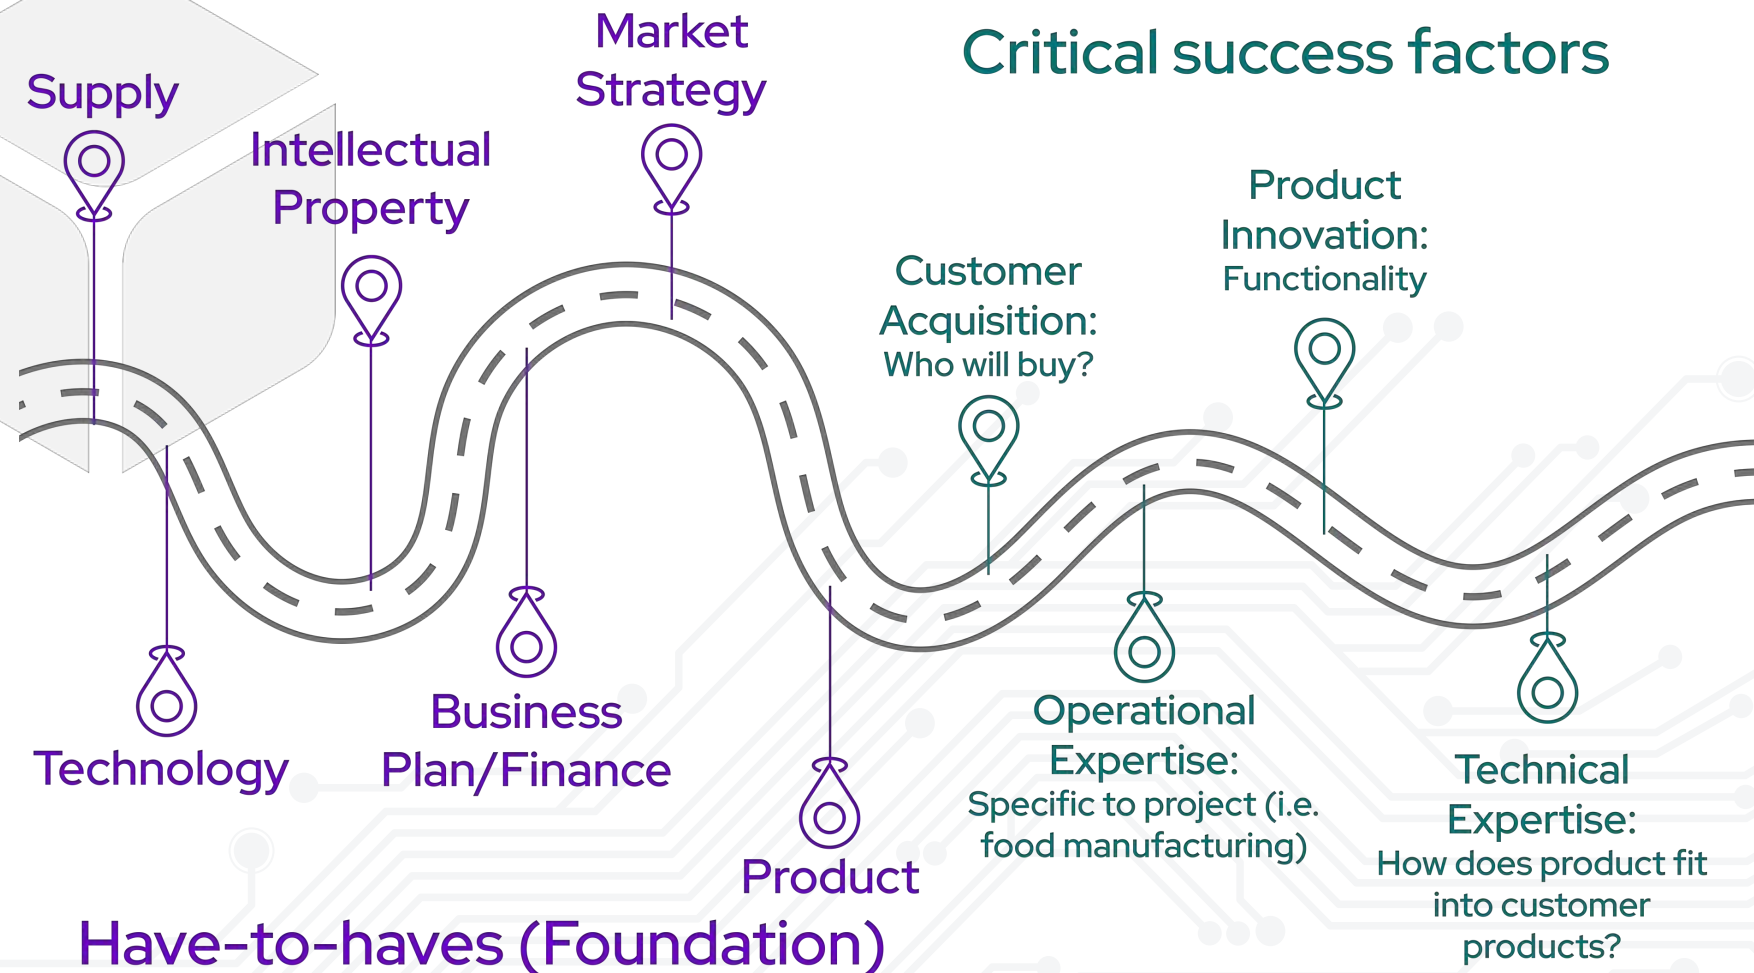 Supply
Technology
Intellectual
Property
Business
Plan/Finance
Market
Strategy
Product
Have-to-haves (Foundation)
Critical success factors
Customer
Acquisition:
Who will buy?
Operational
Expertise:
Specific to project (i.e.
food manufacturing)
Product
Innovation:
Functionality
Technical
Expertise:
How does product fit
into customer
products?